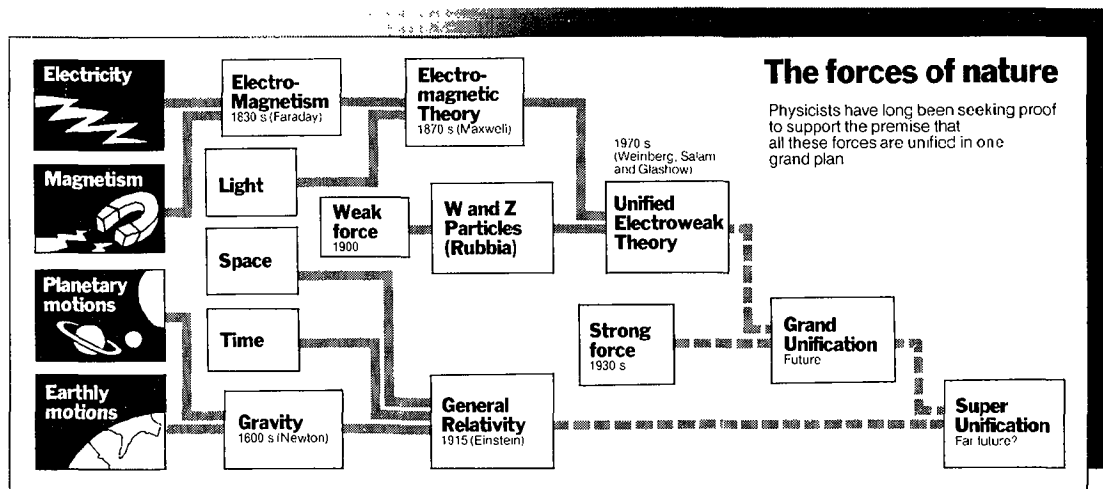 The forces of nature
Physicists have long been seeking proof
to support the premise that
all these forces are unified in one
grand plan
Electricity
Magnetism
Planetary
motions
Earthly
motions
Electro-
Magnetism
1830 s (Faraday)
Light
Space
Time
Gravity
1600 s (Newton)
Electro-
magnetic
Theory
1870 s (Maxwell)
Weak
force
1900
W and Z
Particles
(Rubbia)
General
Relativity
1915 (Einstein)
1970 s
(Weinberg, Salam
and Glashow)
Unified
Electroweak
Theory
Strong
force
1930 s
Grand
Unification
Future
Super
Unification
Far future?